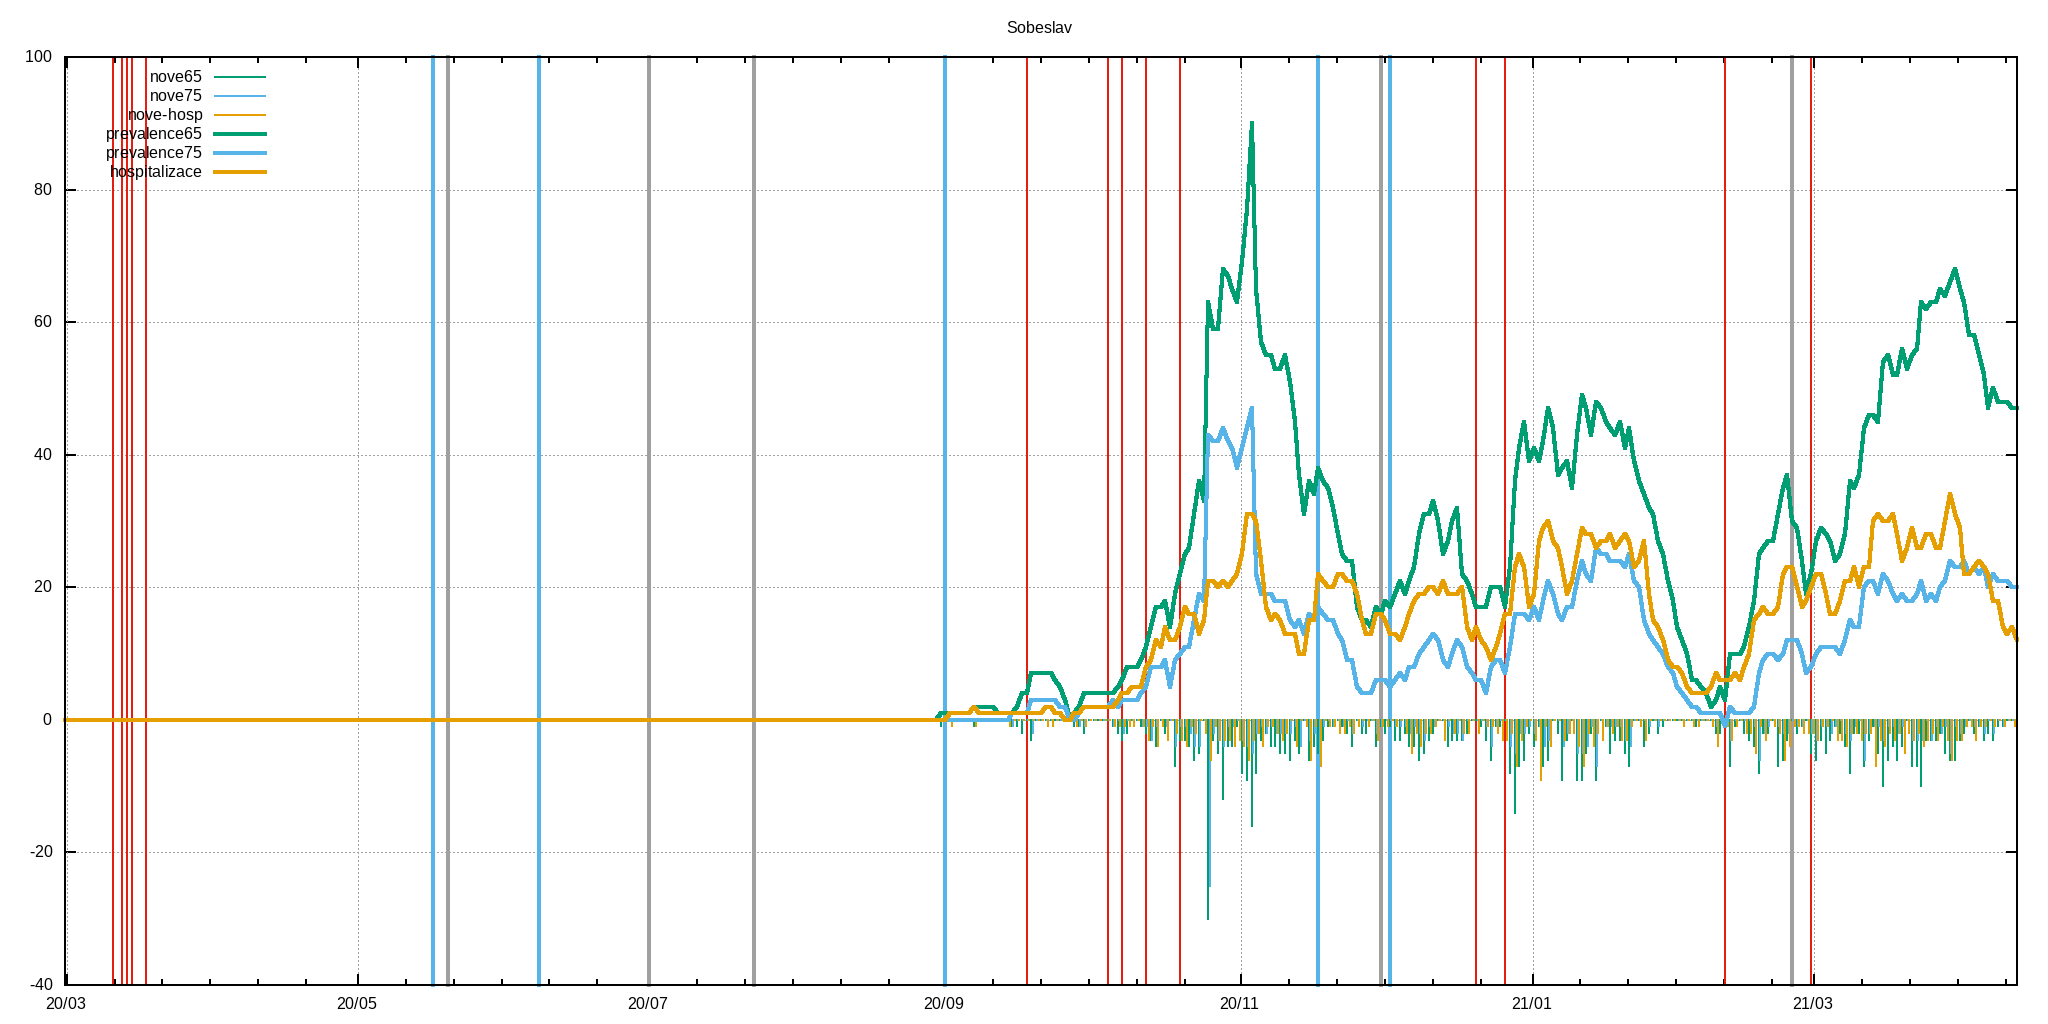 Sobeslav
100
80
60
40
20
0
-20
-40
nove65
nove75
nove-hosp
prevalence65
prevalence75
hospitalizace
20/03 20/05 20/07 20/09 20/11 21/01 21/03